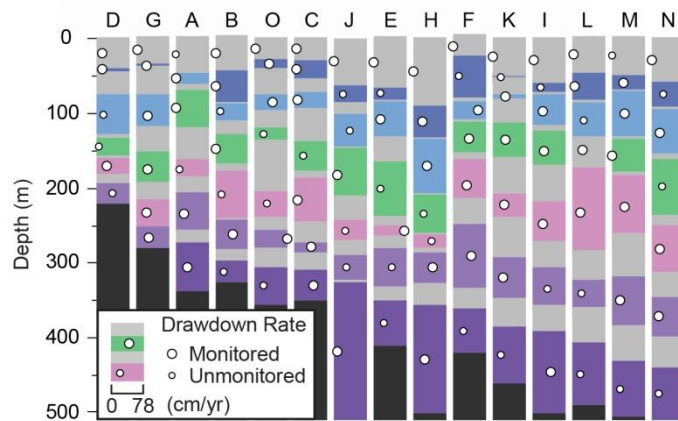 D G A B O C J E H F K I L M N
0
100
200
300
400
500
Depth (m)
Drawdown Rate
Monitored
Unmonitored
0 78 (cm/yr)